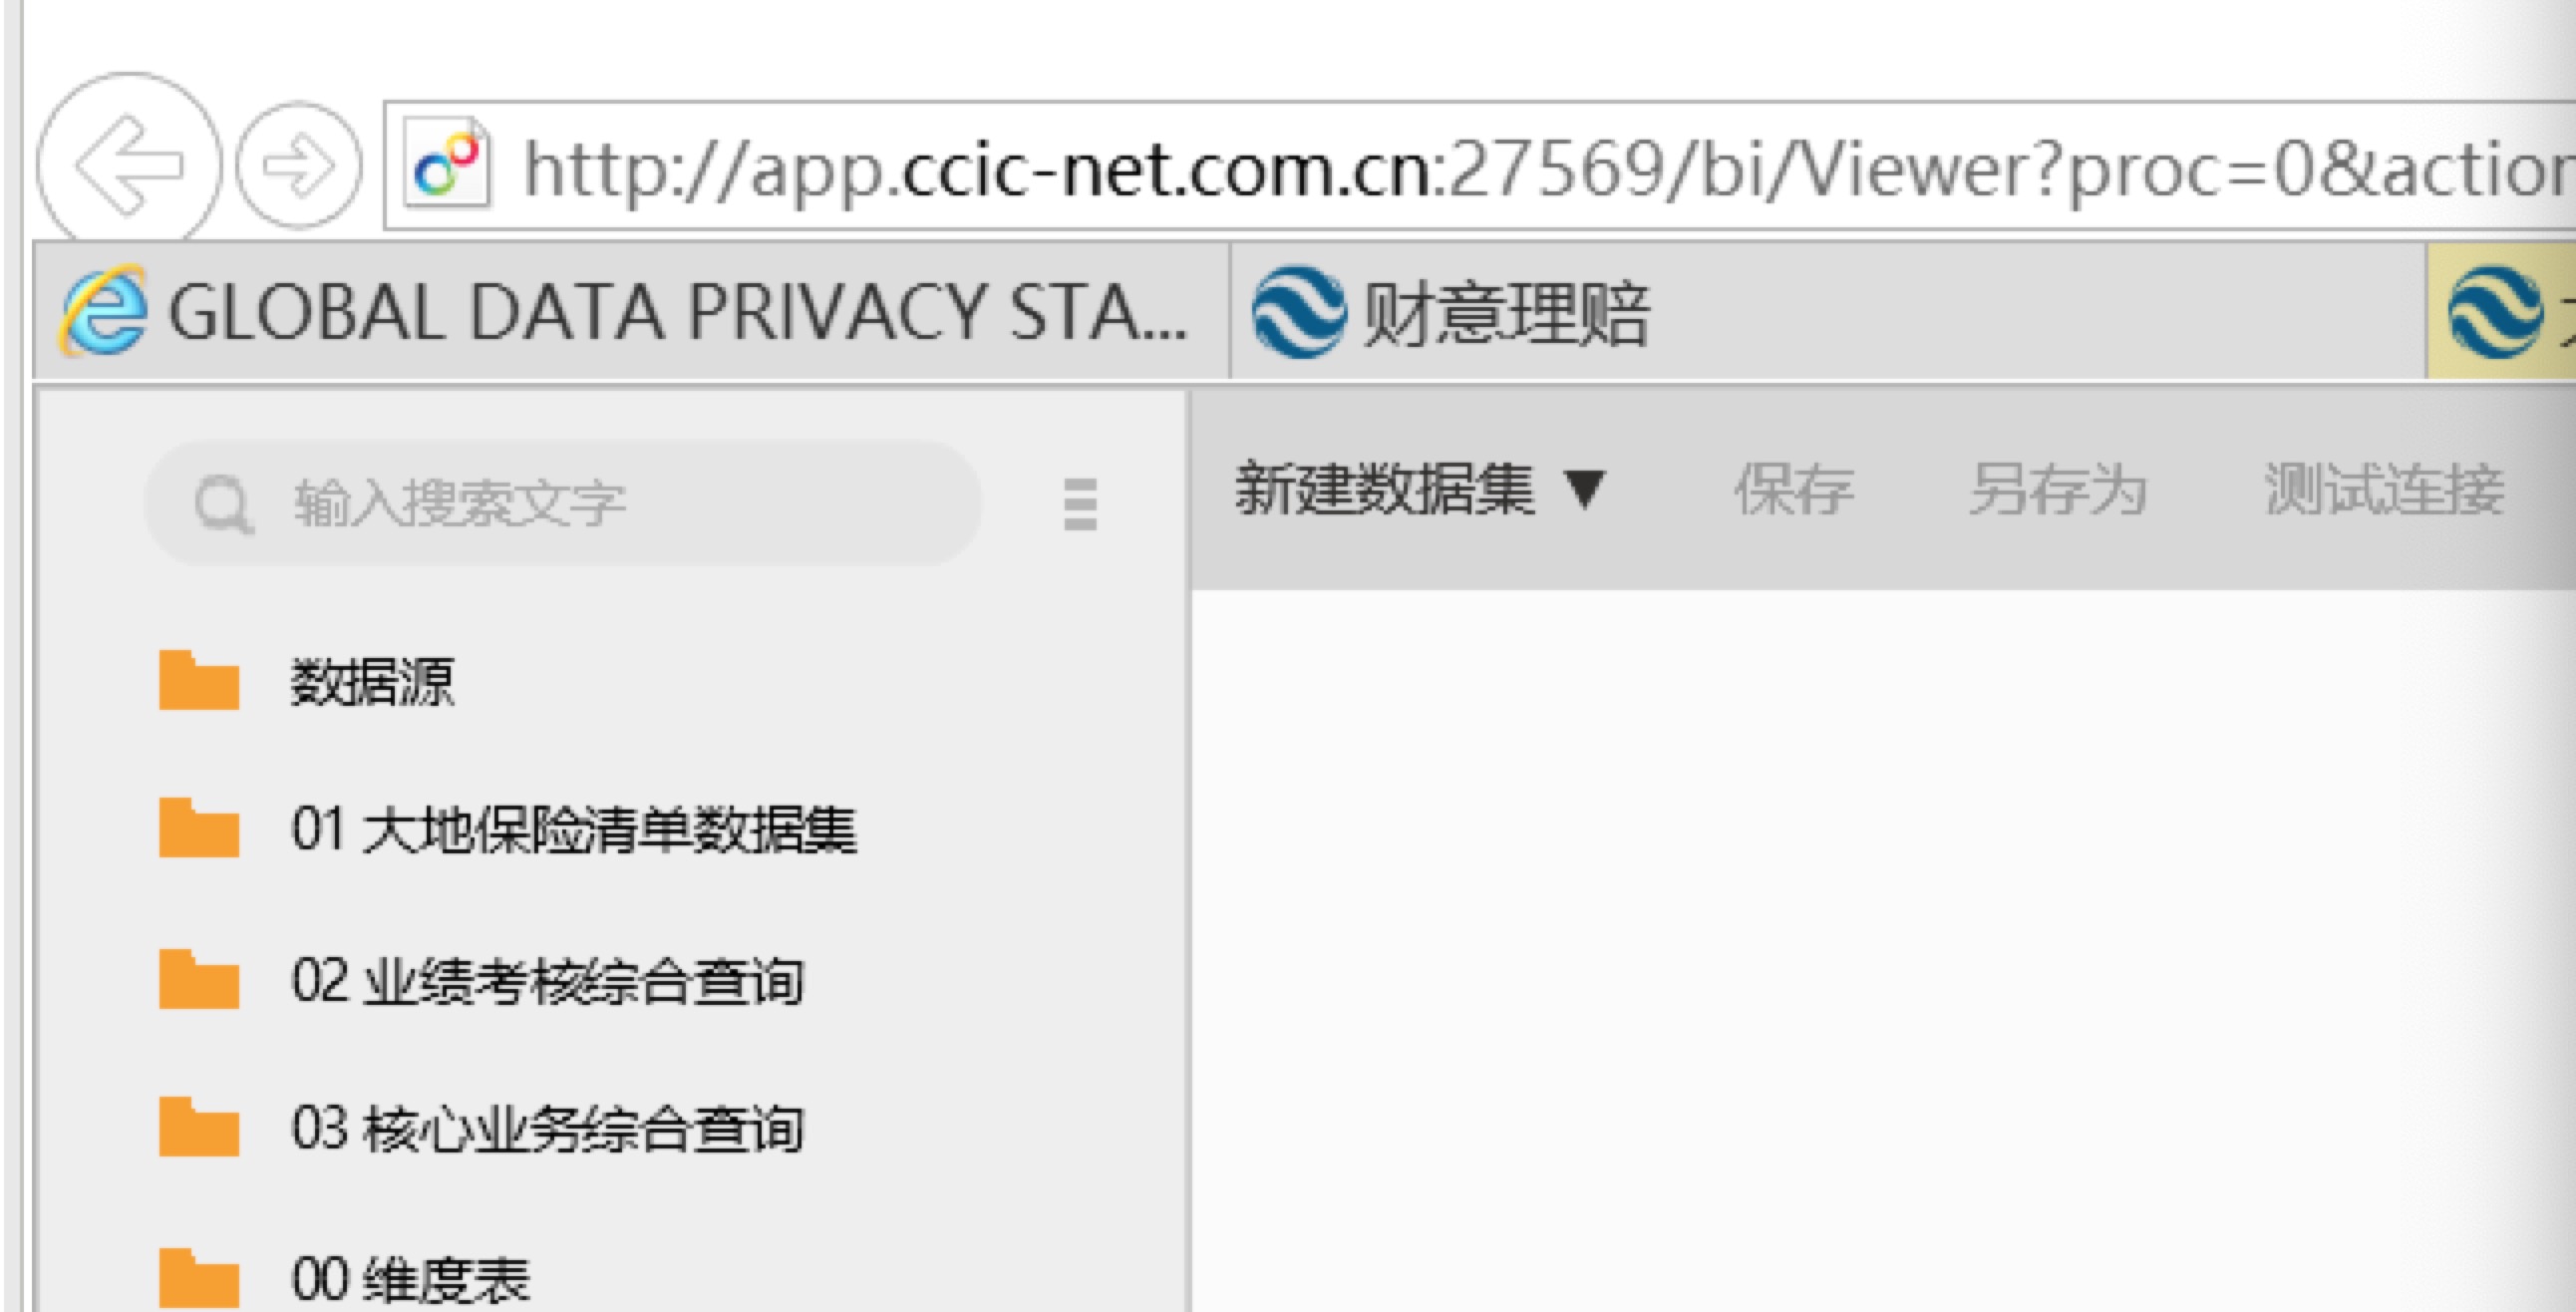 http://app.ccic-net.com.cn:27569/bi/Viewer?proc=0&action
GLOBAL DATA PRIVACY STA... 财意理赔
输入搜索文字 新建数据集 ▼ 保存 另存为 测试连接
数据源
01 大地保险清单数据集
02 业绩考核综合查询
03 核心业务综合查询
00 维度表